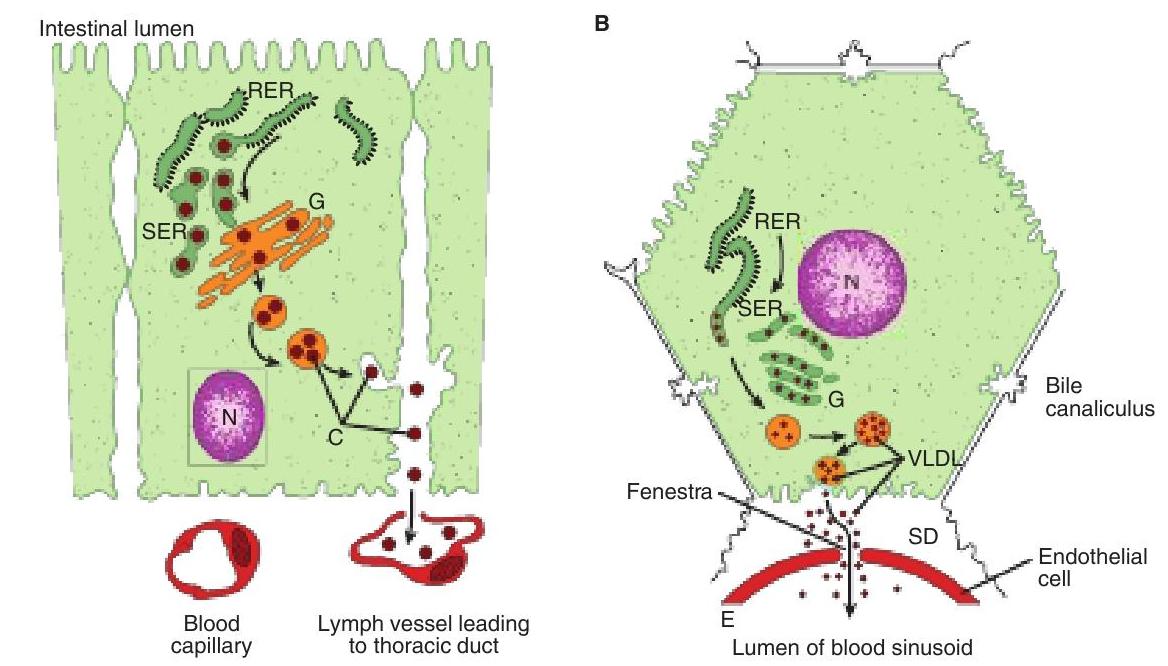 Intestinal lumen
RER
SER
G
N
C
Blood
capillary
Lymph vessel leading
to thoracic duct
B
RER
N
SER
G
Bile
canaliculus
VLDL
Fenestra
SD
Endothelial
cell
E
Lumen of blood sinusoid